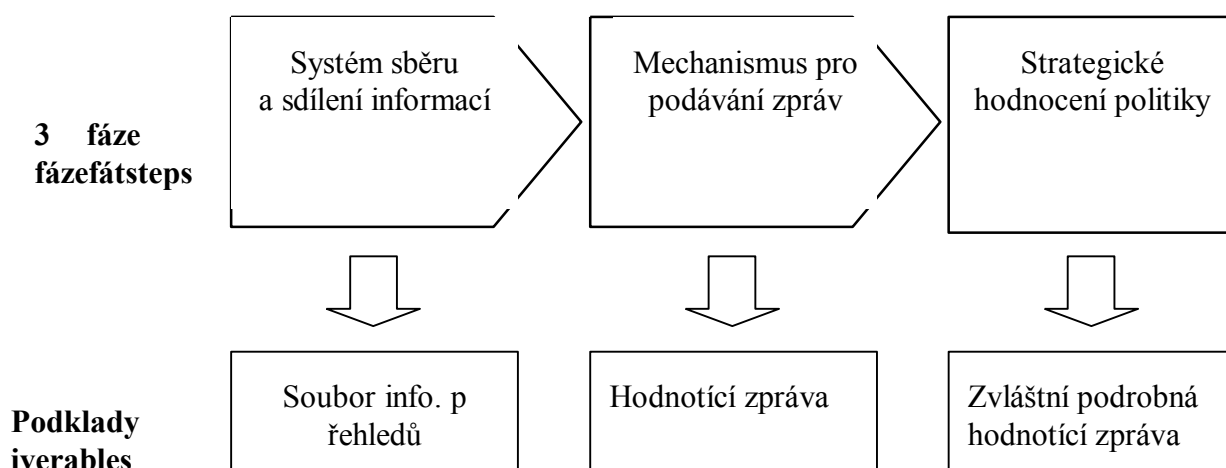 Systém sběru
a sdílení informací
Mechanismus pro
podávání zpráv
Strategické
hodnocení politiky
3 fáze
fázefátsteps
Soubor info. p
řehledů
Hodnotící zpráva
Zvláštní podrobná
hodnotící zpráva
Podklady
iverables